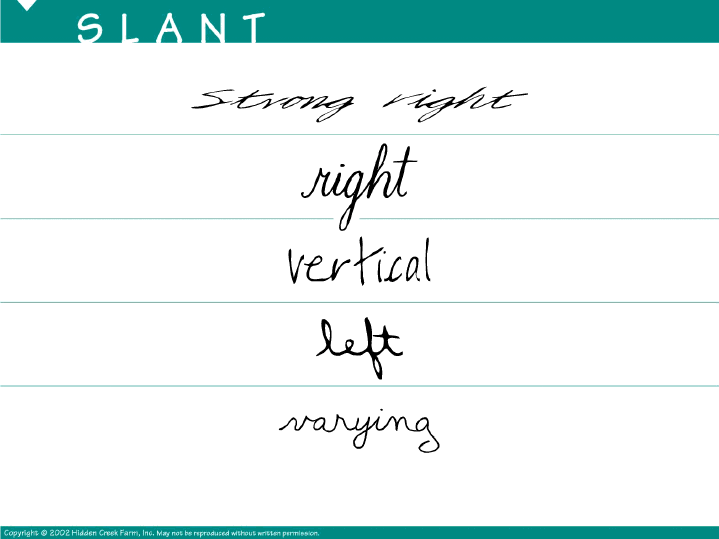 SLANT
Strong right
right
vertical
left
varying
Copyright © 2002 Hidden Creek Farm, Inc. May not be reproduced without written permission.